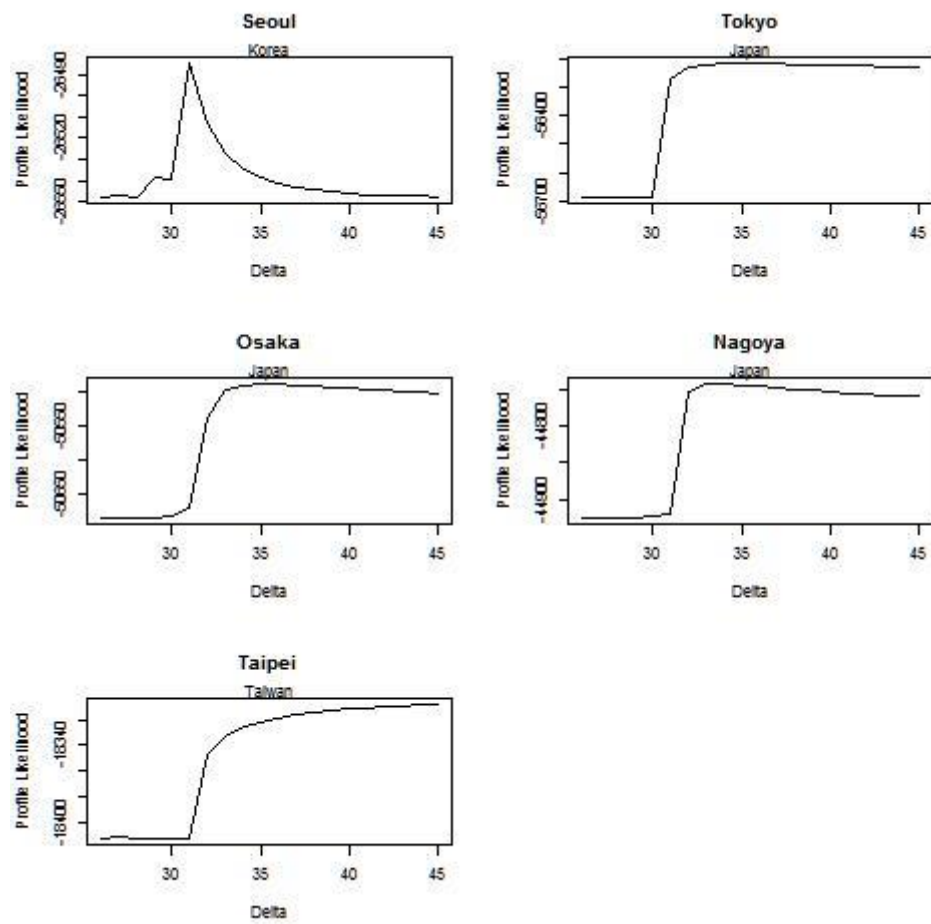 Seoul
Korea
Profile Likelihood
-26490
-26520
-26550
30 35 40 45
Delta
Tokyo
Japan
Profile Likelihood
-56400
-56700
30 35 40 45
Delta
Osaka
Japan
Profile Likelihood
-50550
-50650
30 35 40 45
Delta
Nagoya
Japan
Profile Likelihood
-44800
-44900
30 35 40 45
Delta
Taipei
Taiwan
Profile Likelihood
-18340
-18400
30 35 40 45
Delta